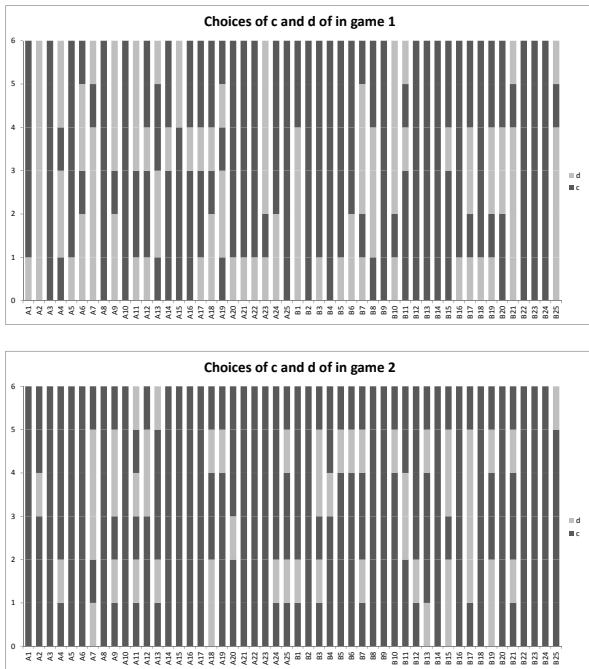 Choices of c and d of in game 1
6
5
4
3
2
1
0
d
c
A1 A2 A3 A4 A5 A6 A7 A8 A9 A10 A11 A12 A13 A14 A15 A16 A17 A18 A19 A20 A21 A22 A23 A24 A25 B1 B2 B3 B4 B5 B6 B7 B8 B9 B10 B11 B12 B13 B14 B15 B16 B17 B18 B19 B20 B21 B22 B23 B24 B25
Choices of c and d of in game 2
6
5
4
3
2
1
0
d
c
A1 A2 A3 A4 A5 A6 A7 A8 A9 A10 A11 A12 A13 A14 A15 A16 A17 A18 A19 A20 A21 A22 A23 A24 A25 B1 B2 B3 B4 B5 B6 B7 B8 B9 B10 B11 B12 B13 B14 B15 B16 B17 B18 B19 B20 B21 B22 B23 B24 B25